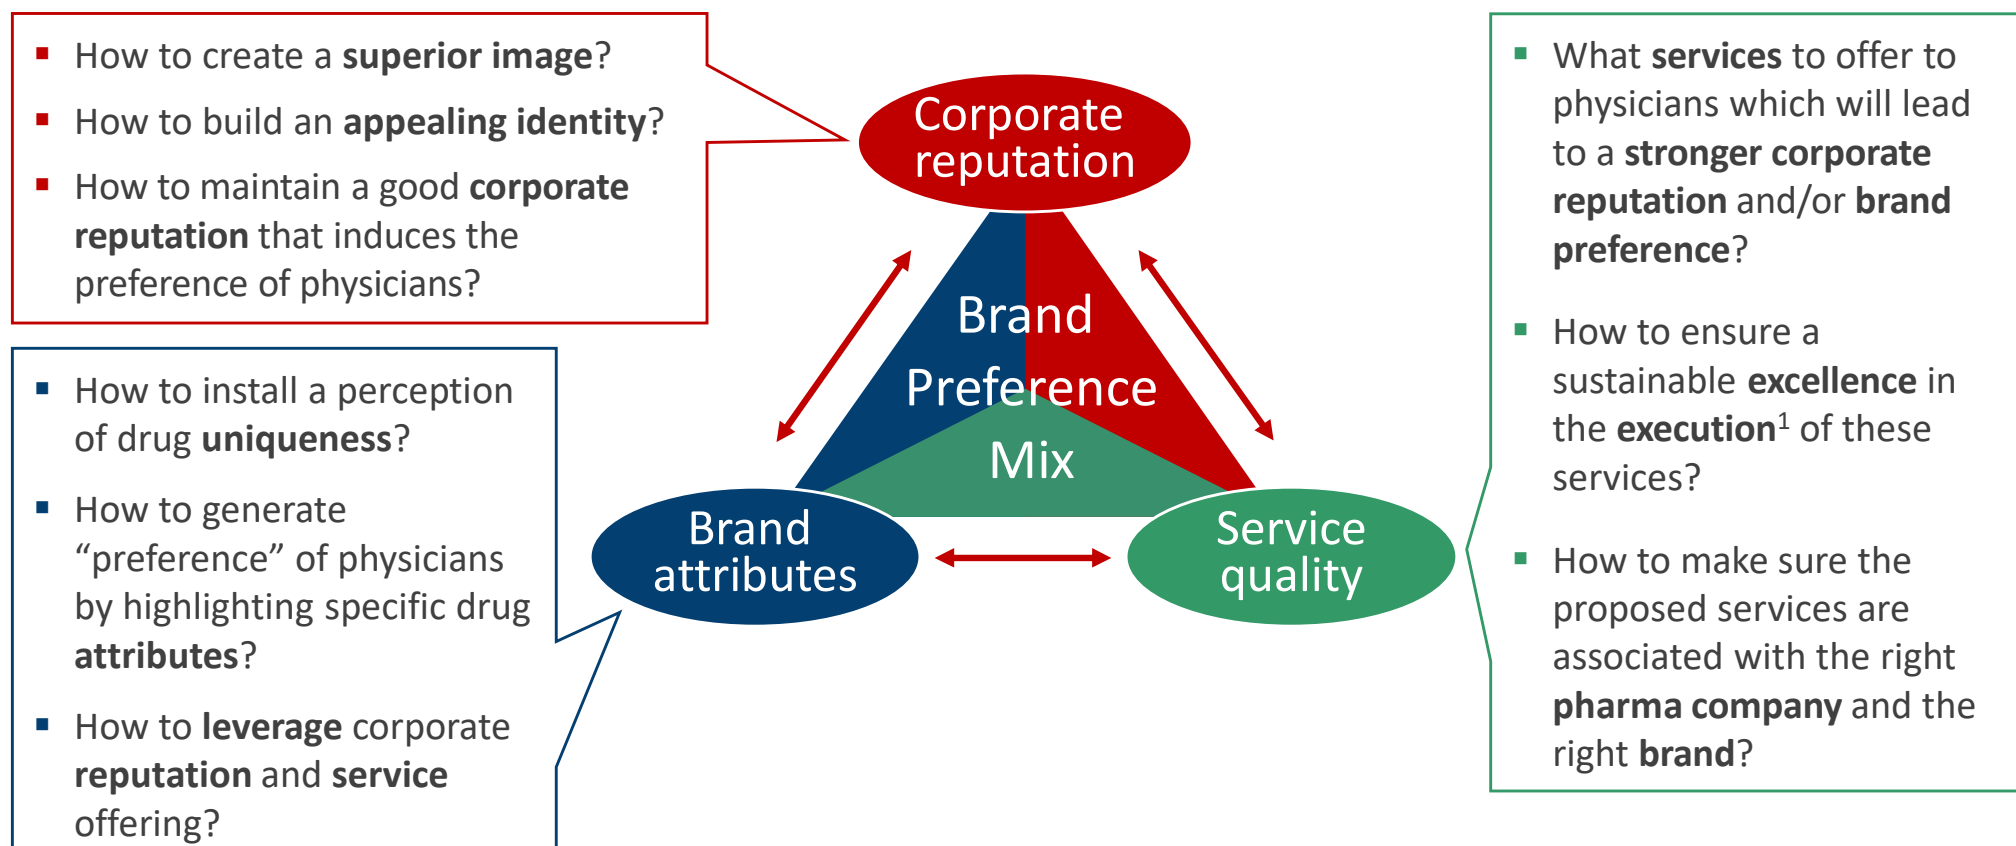 How to create a superior image?
How to build an appealing identity?
How to maintain a good corporate
reputation that induces the
preference of physicians?
How to install a perception
of drug uniqueness?
How to generate
“preference” of physicians
by highlighting specific drug
attributes?
How to leverage corporate
reputation and service
offering?
Corporate
reputation
Brand
Preference
Mix
Brand
attributes
Service
quality
What services to offer to
physicians which will lead
to a stronger corporate
reputation and/or brand
preference?
How to ensure a
sustainable excellence in
the execution¹ of these
services?
How to make sure the
proposed services are
associated with the right
pharma company and the
right brand?